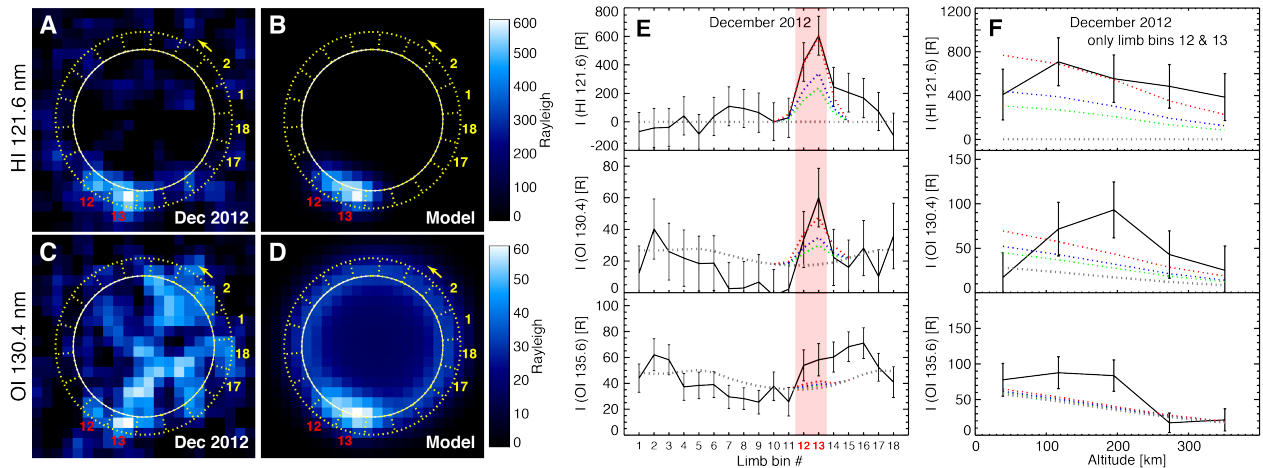 A
2
1
18
17
12
13
Dec 2012
HI 121.6 nm
B
2
1
18
17
12
13
Model
600
500
400
300
200
100
0
Rayleigh
C
2
1
18
17
12
13
Dec 2012
OI 130.4 nm
D
2
1
18
17
12
13
Model
60
50
40
30
20
10
0
Rayleigh
E
December 2012
800
600
400
200
0
-200
I (HI 121.6) [R]
80
60
40
20
0
I (OI 130.4) [R]
100
80
60
40
20
0
I (OI 135.6) [R]
1 2 3 4 5 6 7 8 9 10 11 12 13 14 15 16 17 18
Limb bin #
F
December 2012
only limb bins 12 & 13
1200
800
400
0
I (HI 121.6) [R]
150
100
50
0
I (OI 130.4) [R]
150
100
50
0
I (OI 135.6) [R]
0 100 200 300
Altitude [km]